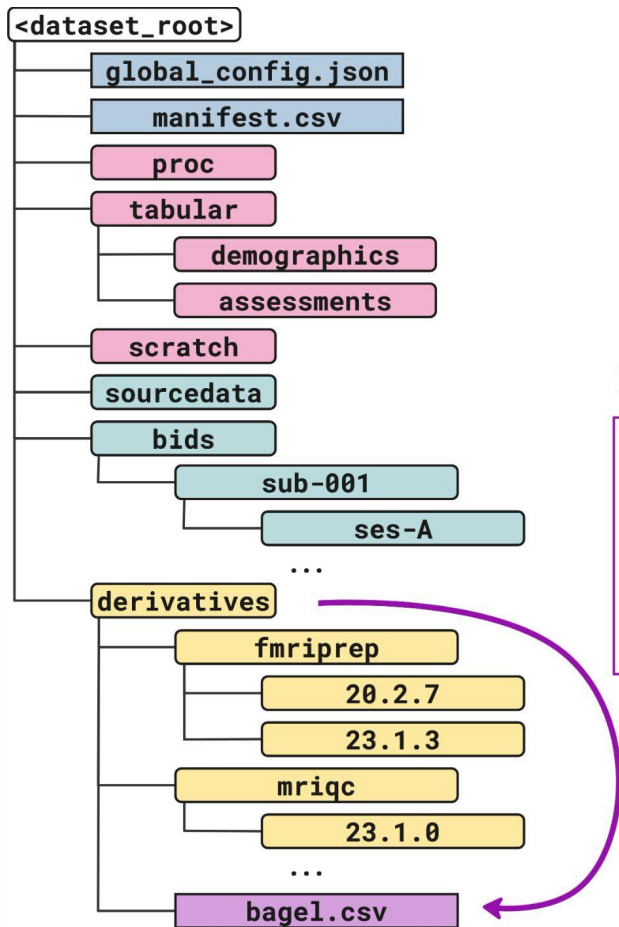 <dataset_root>
global_config.json
manifest.csv
proc
tabular
demographics
assessments
scratch
sourcedata
bids
sub-001
ses-A
...
derivatives
fmriprep
20.2.7
23.1.3
mriqc
23.1.0
...
bagel.csv